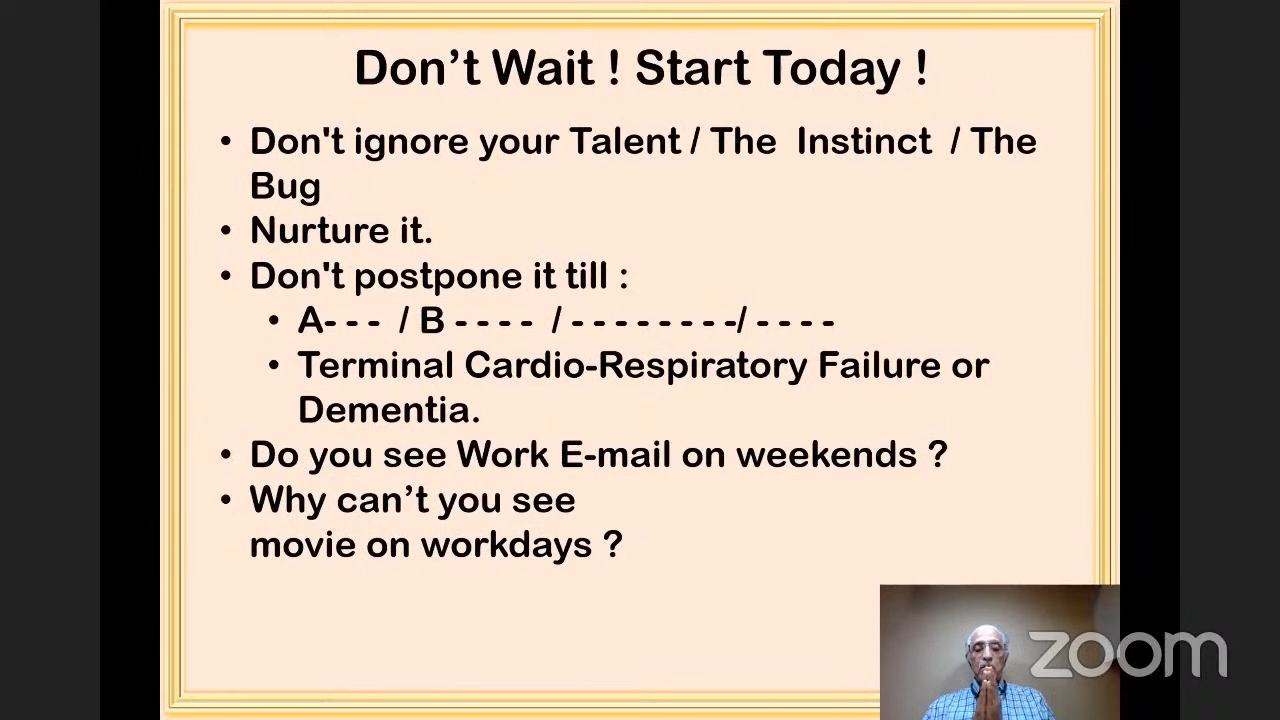 Don’t Wait ! Start Today !
• Don't ignore your Talent / The Instinct / The
Bug
• Nurture it.
• Don't postpone it till :
• A- - - / B - - - - / - - - - - - - -/ - - - -
• Terminal Cardio-Respiratory Failure or
Dementia.
• Do you see Work E-mail on weekends ?
• Why can’t you see
movie on workdays ?
zoom